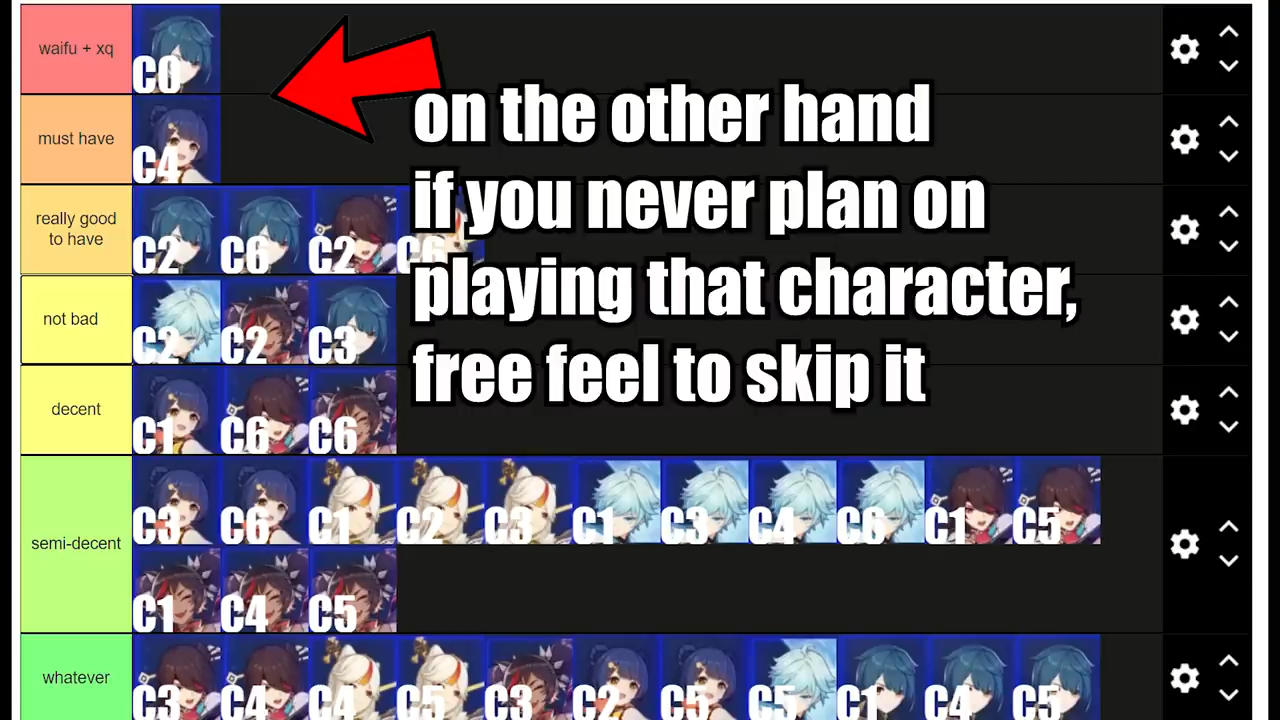 waifu + xq
C0
on the other hand
must have
C4
if you never plan on
really good
to have
C2 C6 C2 C6
playing that character,
not bad
C2 C2 C3
free feel to skip it
decent
C1 C6 C6
semi-decent
C3 C6 C1 C2 C3 C1 C3 C4 C6 C1 C5
C1 C4 C5
whatever
C3 C4 C4 C5 C3 C2 C5 C5 C1 C4 C5